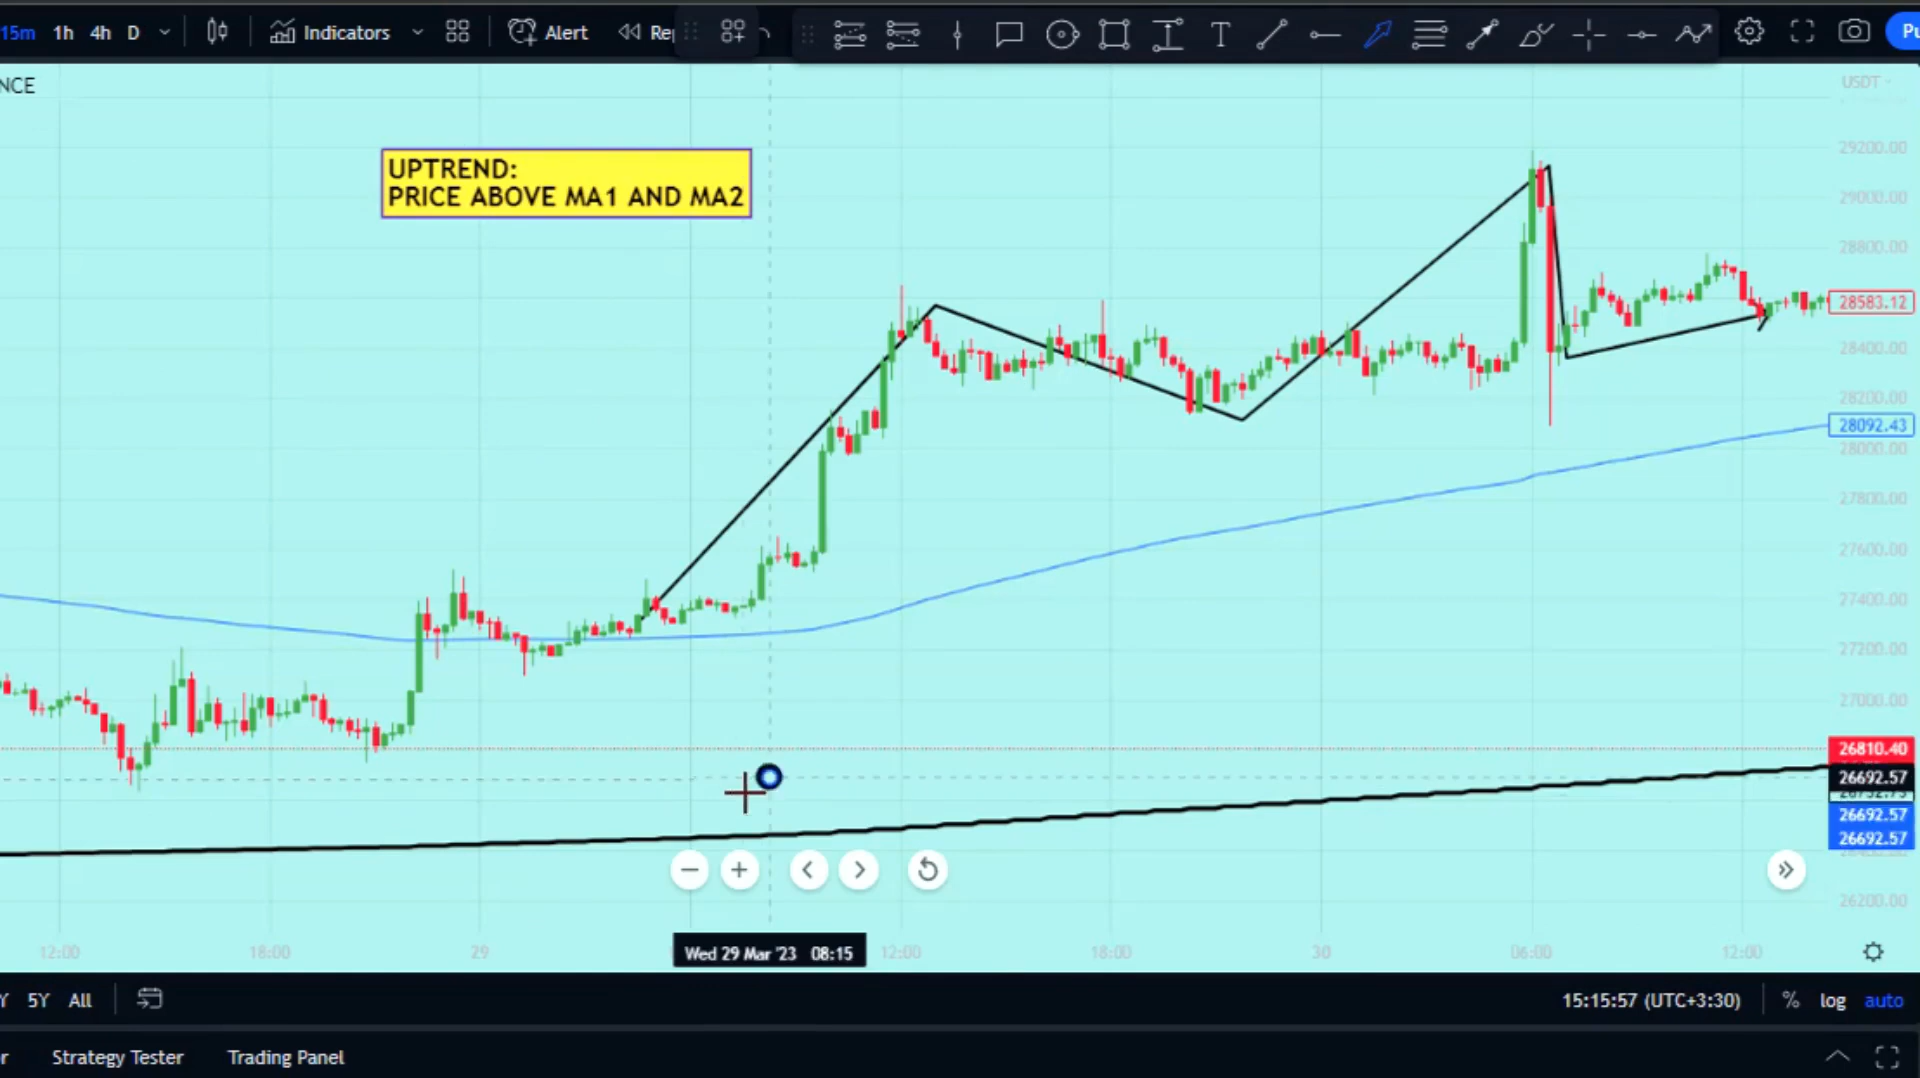 15m 1h 4h D Indicators Alert Re T Pu
NCE
USDT
UPTREND:
PRICE ABOVE MA1 AND MA2
29200.00
29000.00
28800.00
28583.12
28400.00
28200.00
28092.43
28000.00
27800.00
27600.00
27400.00
27200.00
27000.00
26810.40
26692.57
26692.57
26692.57
26200.00
12:00 18:00 29 Wed 29 Mar '23 08:15 12:00 18:00 30 06:00 12:00
Y 5Y All 15:15:57 (UTC+3:30) % log auto
r Strategy Tester Trading Panel